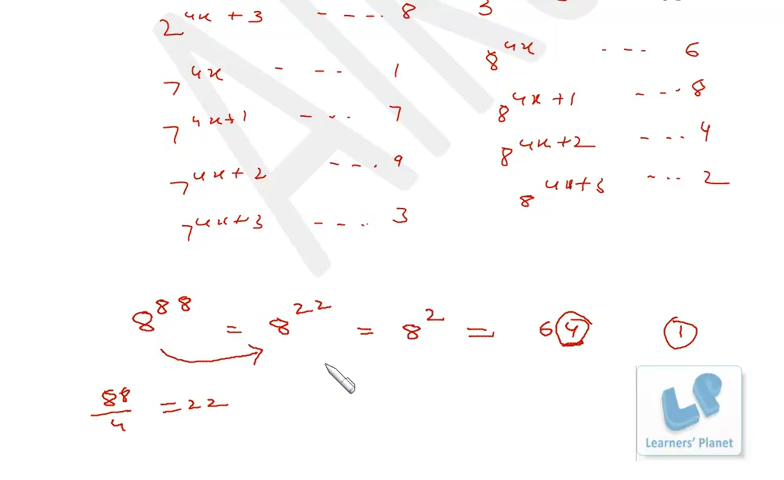 2^4x+3 ---- 8
7^4x - --- 1
7^4x+1 ---- 7
7^4x+2 --- 9
7^4x+3 ---- 3
8^4x --- 6
8^4x+1 ---- 8
8^4x+2 ---- 4
8^4x+3 --- 2
8^88 = 8^22 = 8^2 = 64 1
88/4 = 22
LP
Learners' Planet